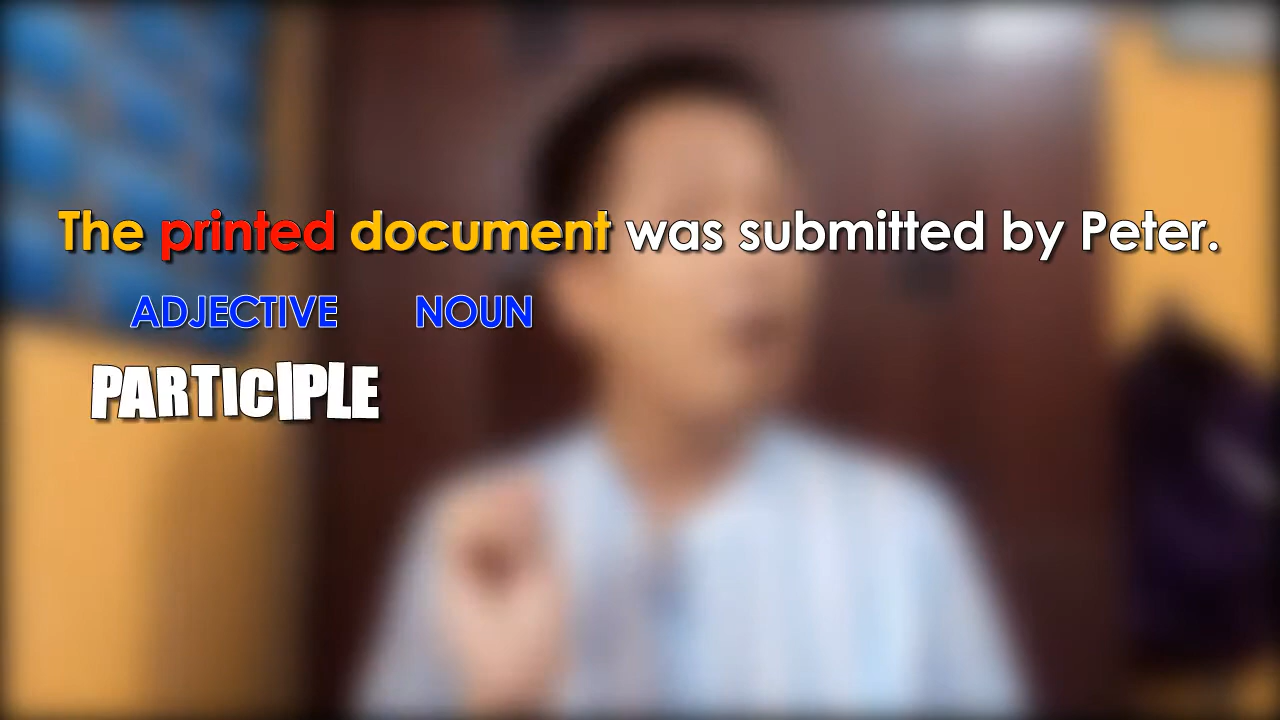 The printed document was submitted by Peter.
ADJECTIVE NOUN
PARTICIPLE